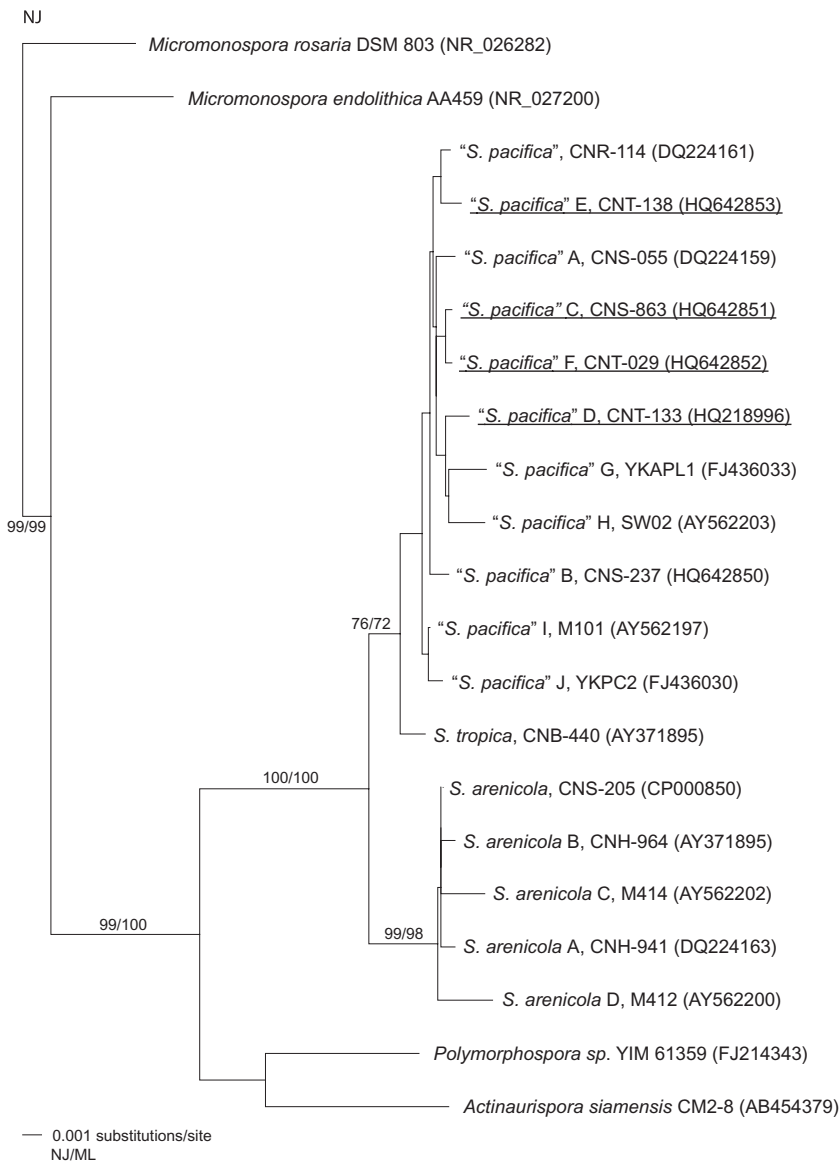 NJ
Micromonospora rosaria DSM 803 (NR_026282)
Micromonospora endolithica AA459 (NR_027200)
“S. pacifica”, CNR-114 (DQ224161)
“S. pacifica” E, CNT-138 (HQ642853)
“S. pacifica” A, CNS-055 (DQ224159)
“S. pacifica” C, CNS-863 (HQ642851)
“S. pacifica” F, CNT-029 (HQ642852)
“S. pacifica” D, CNT-133 (HQ218996)
“S. pacifica” G, YKAPL1 (FJ436033)
“S. pacifica” H, SW02 (AY562203)
99/99
“S. pacifica” B, CNS-237 (HQ642850)
76/72
“S. pacifica” I, M101 (AY562197)
“S. pacifica” J, YKPC2 (FJ436030)
S. tropica, CNB-440 (AY371895)
100/100
S. arenicola, CNS-205 (CP000850)
S. arenicola B, CNH-964 (AY371895)
S. arenicola C, M414 (AY562202)
99/100
99/98
S. arenicola A, CNH-941 (DQ224163)
S. arenicola D, M412 (AY562200)
Polymorphospora sp. YIM 61359 (FJ214343)
Actinaurispora siamensis CM2-8 (AB454379)
0.001 substitutions/site
NJ/ML